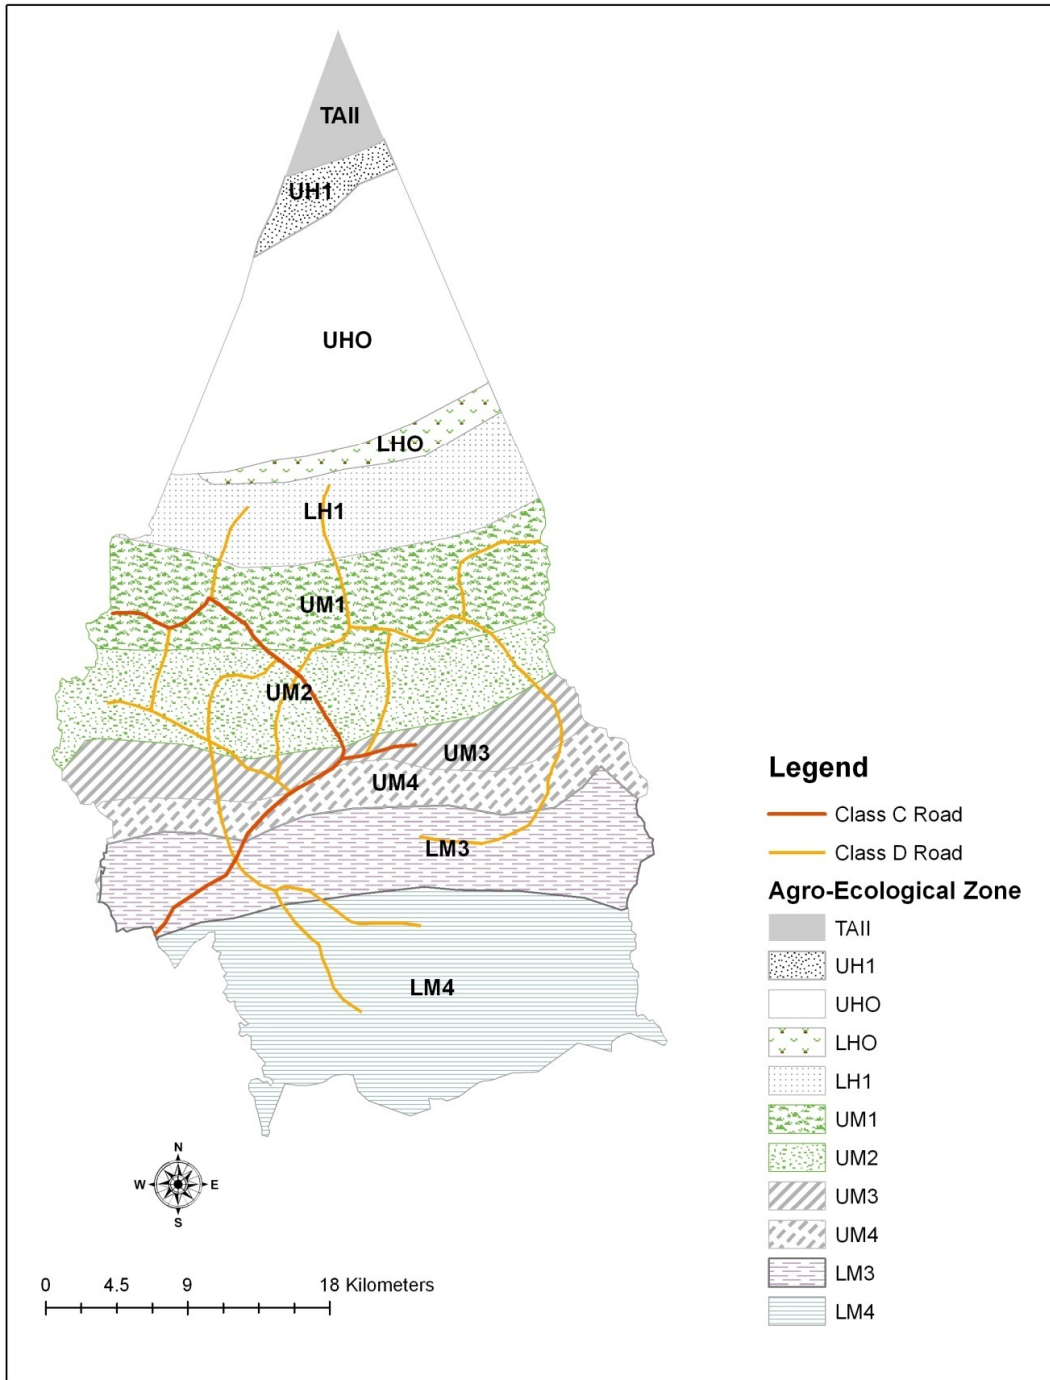 TAII
UH1
UHO
LHO
LH1
UM1
UM2
UM3
UM4
LM3
LM4
Legend
Class C Road
Class D Road
Agro-Ecological Zone
TAII
UH1
UHO
LHO
LH1
UM1
UM2
UM3
UM4
LM3
LM4
N
W E
S
0 4.5 9 18 Kilometers